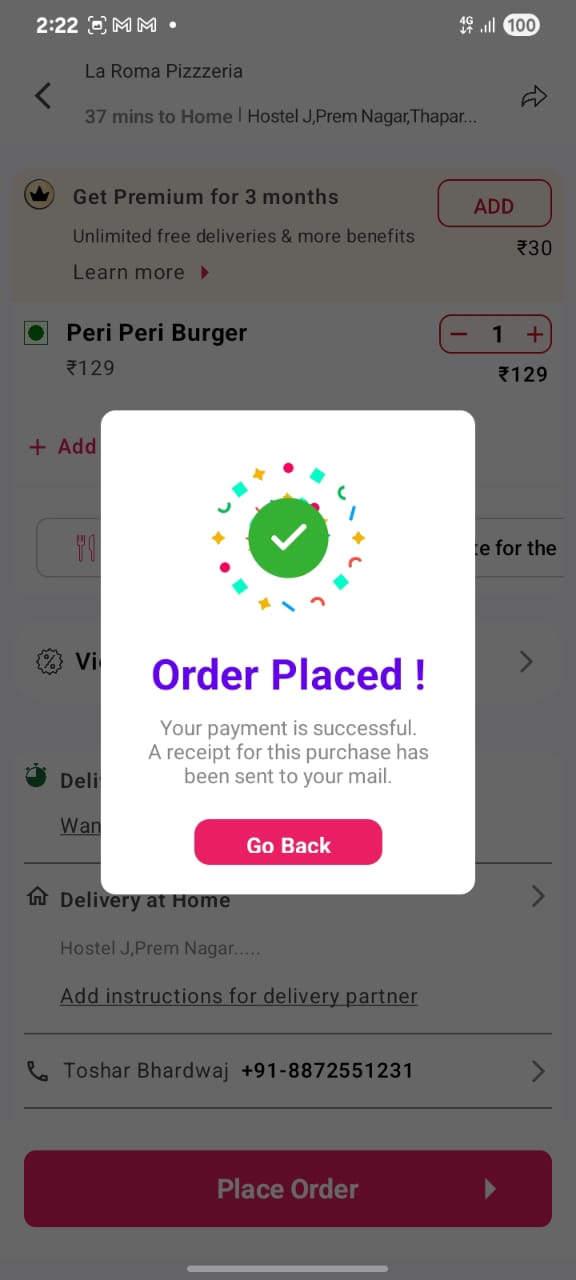 2:22
4G
100
La Roma Pizzzeria
37 mins to Home | Hostel J,Prem Nagar,Thapar...
Get Premium for 3 months
ADD
Unlimited free deliveries & more benefits
₹30
Learn more
Peri Peri Burger
− 1 +
₹129
₹129
+ Add
te for the
Vi
Order Placed !
Your payment is successful.
A receipt for this purchase has
been sent to your mail.
Go Back
Deli
Wan
Delivery at Home
Hostel J,Prem Nagar.....
Add instructions for delivery partner
Toshar Bhardwaj +91-8872551231
Place Order